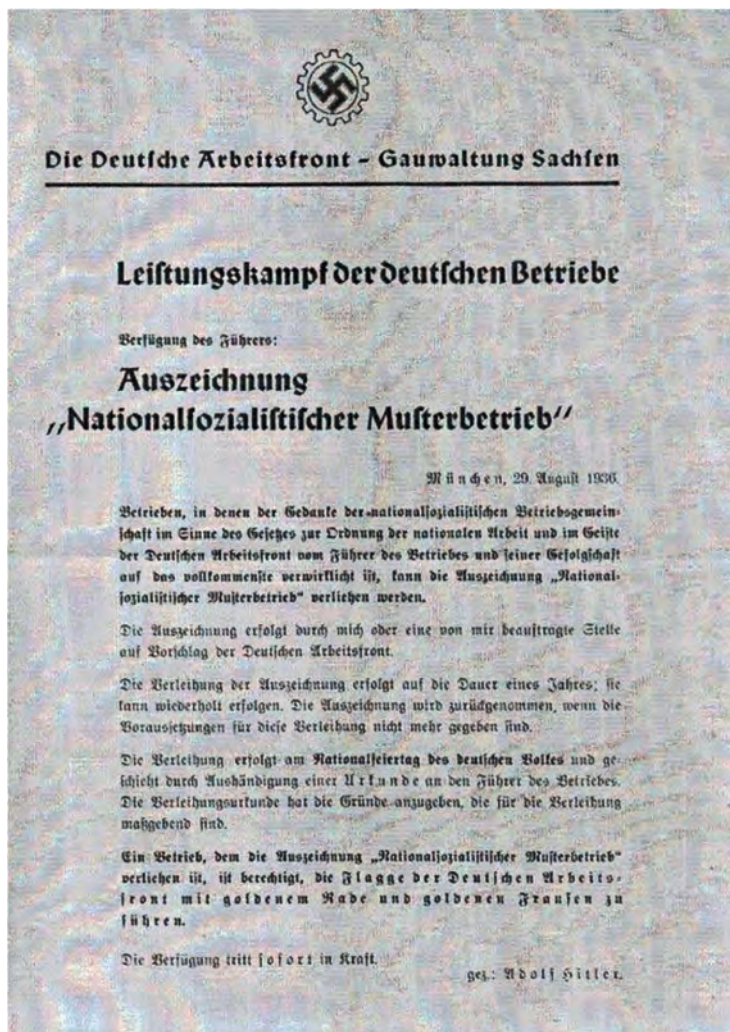 Die Deutsche Arbeitsfront – Gauwaltung Sachsen
Leistungskampf der deutschen Betriebe
Verfügung des Führers:
Auszeichnung
„Nationalsozialistischer Musterbetrieb“
München, 29. August 1936.
Betrieben, in denen der Gedanke der nationalsozialistischen Betriebsgemein-
schaft im Sinne des Gesetzes zur Ordnung der nationalen Arbeit und im Geiste
der Deutschen Arbeitsfront vom Führer des Betriebes und seiner Gefolgschaft
auf das vollkommenste verwirklicht ist, kann die Auszeichnung „National-
sozialistischer Musterbetrieb“ verliehen werden.
Die Auszeichnung erfolgt durch mich oder eine von mir beauftragte Stelle
auf Vorschlag der Deutschen Arbeitsfront.
Die Verleihung der Auszeichnung erfolgt auf die Dauer eines Jahres; sie
kann wiederholt erfolgen. Die Auszeichnung wird zurückgenommen, wenn die
Voraussetzungen für diese Verleihung nicht mehr gegeben sind.
Die Verleihung erfolgt am Nationalfeiertag des deutschen Volkes und ge-
schieht durch Aushändigung einer Urkunde an den Führer des Betriebes.
Die Verleihungsurkunde hat die Gründe anzugeben, die für die Verleihung
maßgebend sind.
Ein Betrieb, dem die Auszeichnung „Nationalsozialistischer Musterbetrieb“
verliehen ist, ist berechtigt, die Flagge der Deutschen Arbeits-
front mit goldenem Rade und goldenen Fransen zu
führen.
Die Verfügung tritt sofort in Kraft.
gez.: Adolf Hitler.